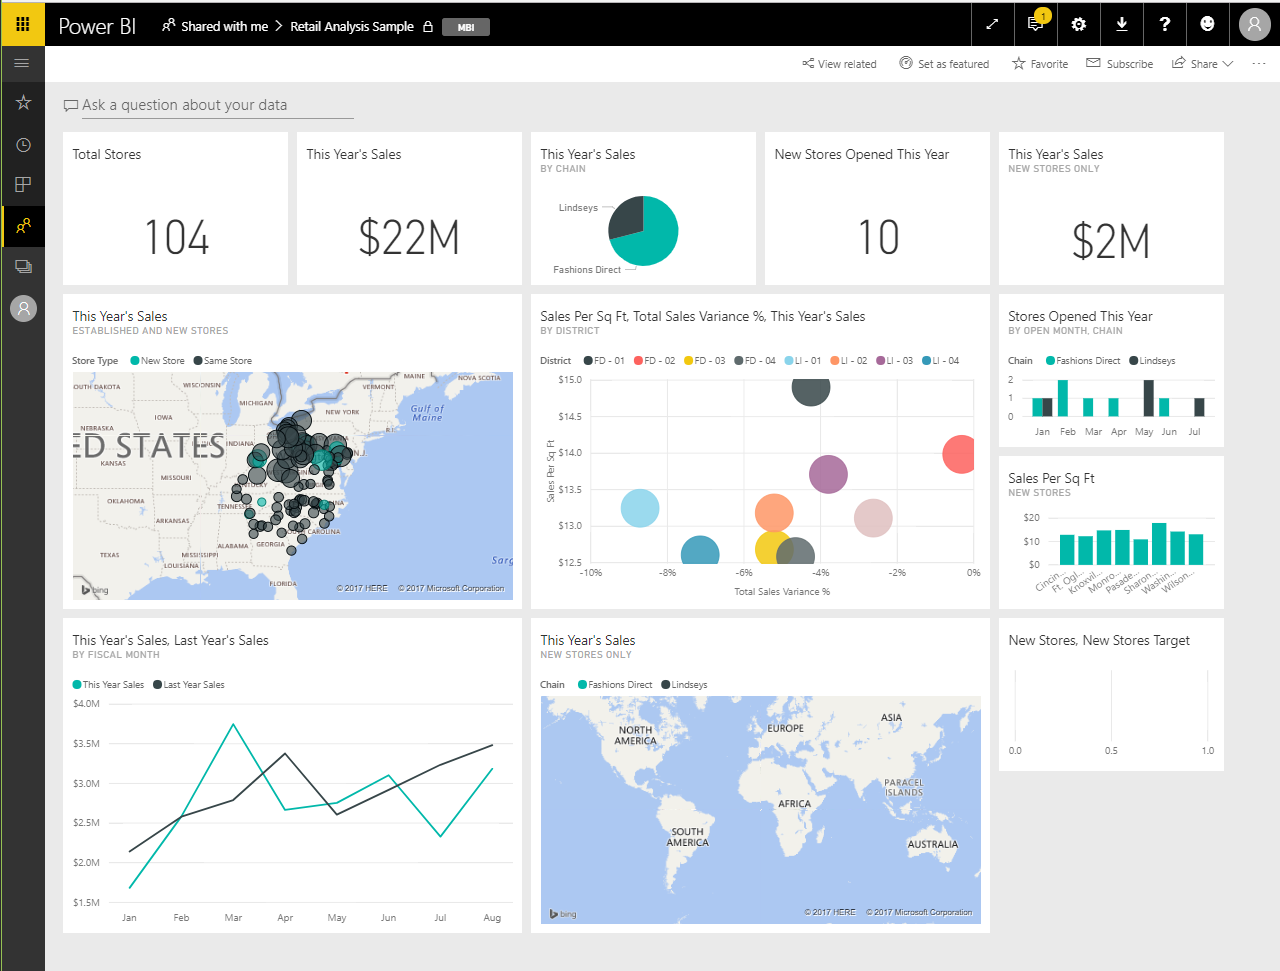 Power BI Shared with me > Retail Analysis Sample MBI 1 ?
View related Set as featured Favorite Subscribe Share ...
Ask a question about your data
Total Stores
104
This Year's Sales
$22M
This Year's Sales
BY CHAIN
Lindseys
Fashions Direct
New Stores Opened This Year
10
This Year's Sales
NEW STORES ONLY
$2M
This Year's Sales
ESTABLISHED AND NEW STORES
Store Type New Store Same Store
MAINE
NOVA SCOTIA
OUTH DAKOTA
WISCONSIN
VERMONT
MICHIGAN
NEW YORK
Gulf of
Maine
IOWA
NEBRASKA
ED STATES
INDIANA
N.J.
KANSAS
MISSOURI
OKLAHOMA
TENNESSE
ARKANSAS
CAROLINA
ALABAMA
GEORGIA
TEXAS
MISSISSIPPI
LOUISIANA
Sarg
FLORIDA
bing © 2017 HERE © 2017 Microsoft Corporation
Sales Per Sq Ft, Total Sales Variance %, This Year's Sales
BY DISTRICT
District FD - 01 FD - 02 FD - 03 FD - 04 LI - 01 LI - 02 LI - 03 LI - 04
$15.0
$14.5
$14.0
$13.5
$13.0
$12.5
Sales Per Sq Ft
-10% -8% -6% -4% -2% 0%
Total Sales Variance %
Stores Opened This Year
BY OPEN MONTH, CHAIN
Chain Fashions Direct Lindseys
2
1
0
Jan Feb Mar Apr May Jun Jul
Sales Per Sq Ft
NEW STORES
$20
$10
$0
Cincin... Ft. Ogl... Knoxvil... Monro... Pasade... Sharon... Washin... Wilson...
This Year's Sales, Last Year's Sales
BY FISCAL MONTH
This Year Sales Last Year Sales
$4.0M
$3.5M
$3.0M
$2.5M
$2.0M
$1.5M
Jan Feb Mar Apr May Jun Jul Aug
This Year's Sales
NEW STORES ONLY
Chain Fashions Direct Lindseys
ASIA
NORTH
AMERICA
EUROPE
PARACEL
ISLANDS
AFRICA
SOUTH
AMERICA
AUSTRALIA
bing © 2017 HERE © 2017 Microsoft Corporation
New Stores, New Stores Target
0.0 0.5 1.0